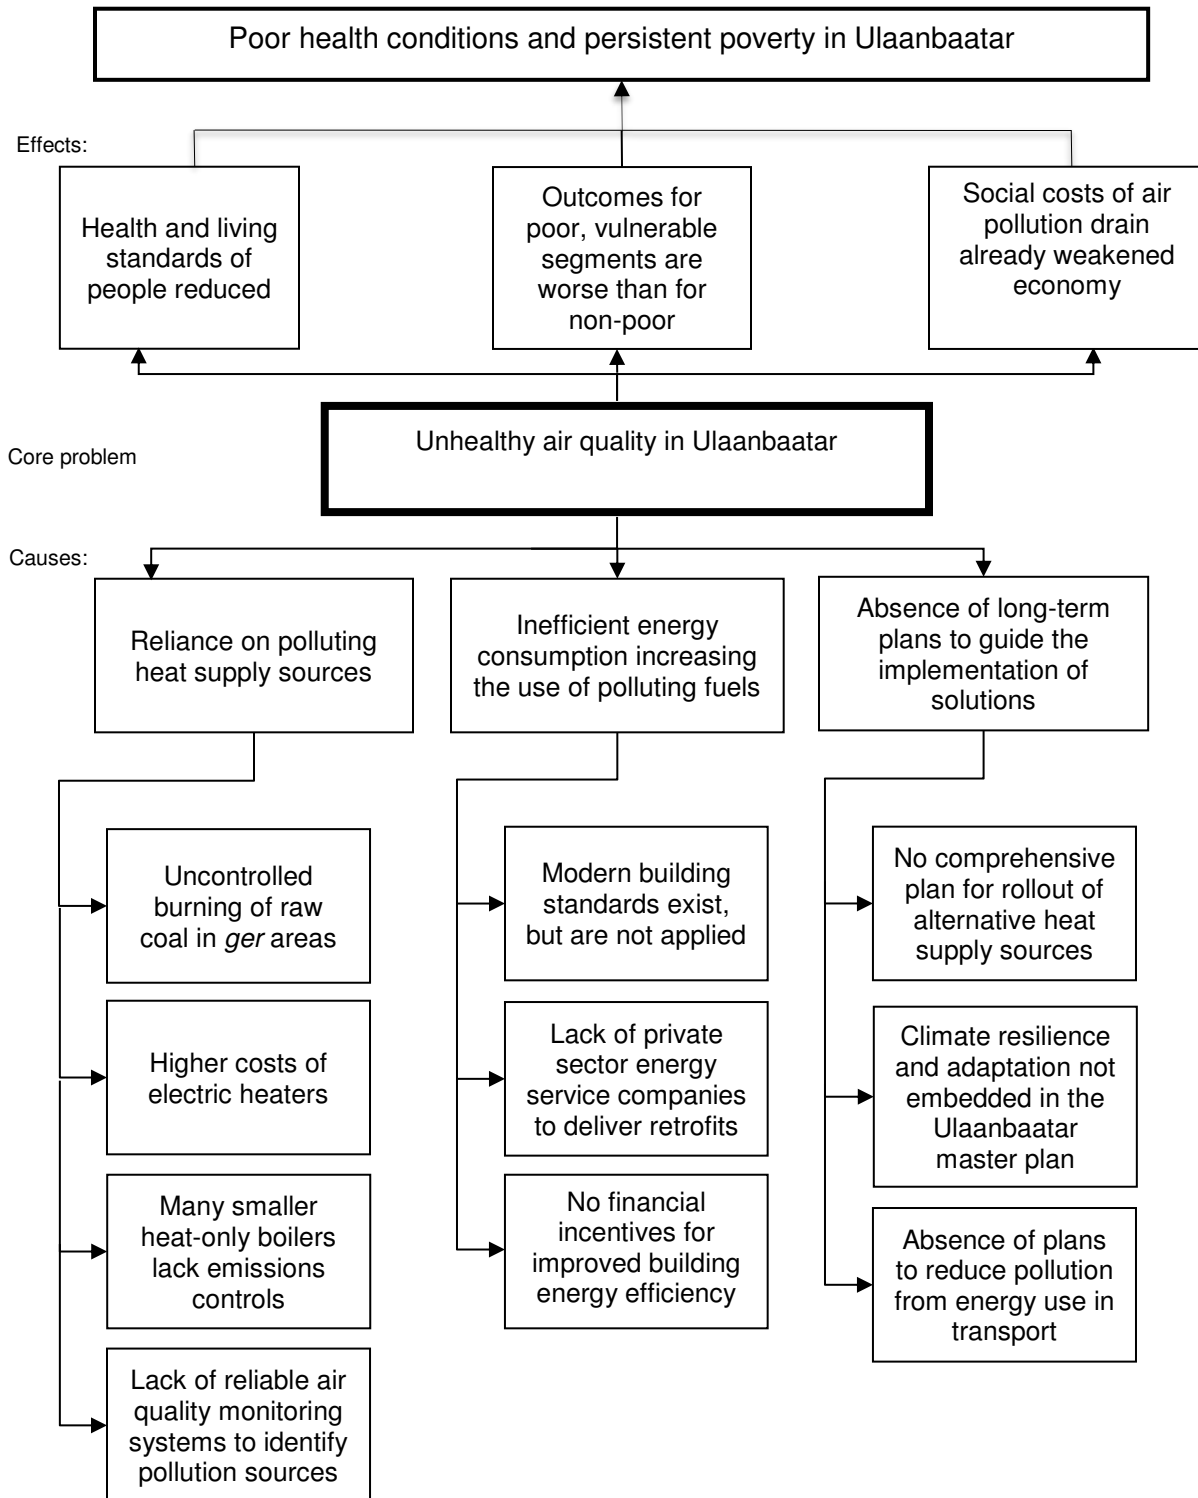 Poor health conditions and persistent poverty in Ulaanbaatar
Effects:
Health and living
standards of
people reduced
Outcomes for
poor, vulnerable
segments are
worse than for
non-poor
Social costs of air
pollution drain
already weakened
economy
Core problem
Unhealthy air quality in Ulaanbaatar
Causes:
Reliance on polluting
heat supply sources
Inefficient energy
consumption increasing
the use of polluting fuels
Absence of long-term
plans to guide the
implementation of
solutions
Uncontrolled
burning of raw
coal in ger areas
Higher costs of
electric heaters
Many smaller
heat-only boilers
lack emissions
controls
Lack of reliable air
quality monitoring
systems to identify
pollution sources
Modern building
standards exist,
but are not applied
Lack of private
sector energy
service companies
to deliver retrofits
No financial
incentives for
improved building
energy efficiency
No comprehensive
plan for rollout of
alternative heat
supply sources
Climate resilience
and adaptation not
embedded in the
Ulaanbaatar
master plan
Absence of plans
to reduce pollution
from energy use in
transport